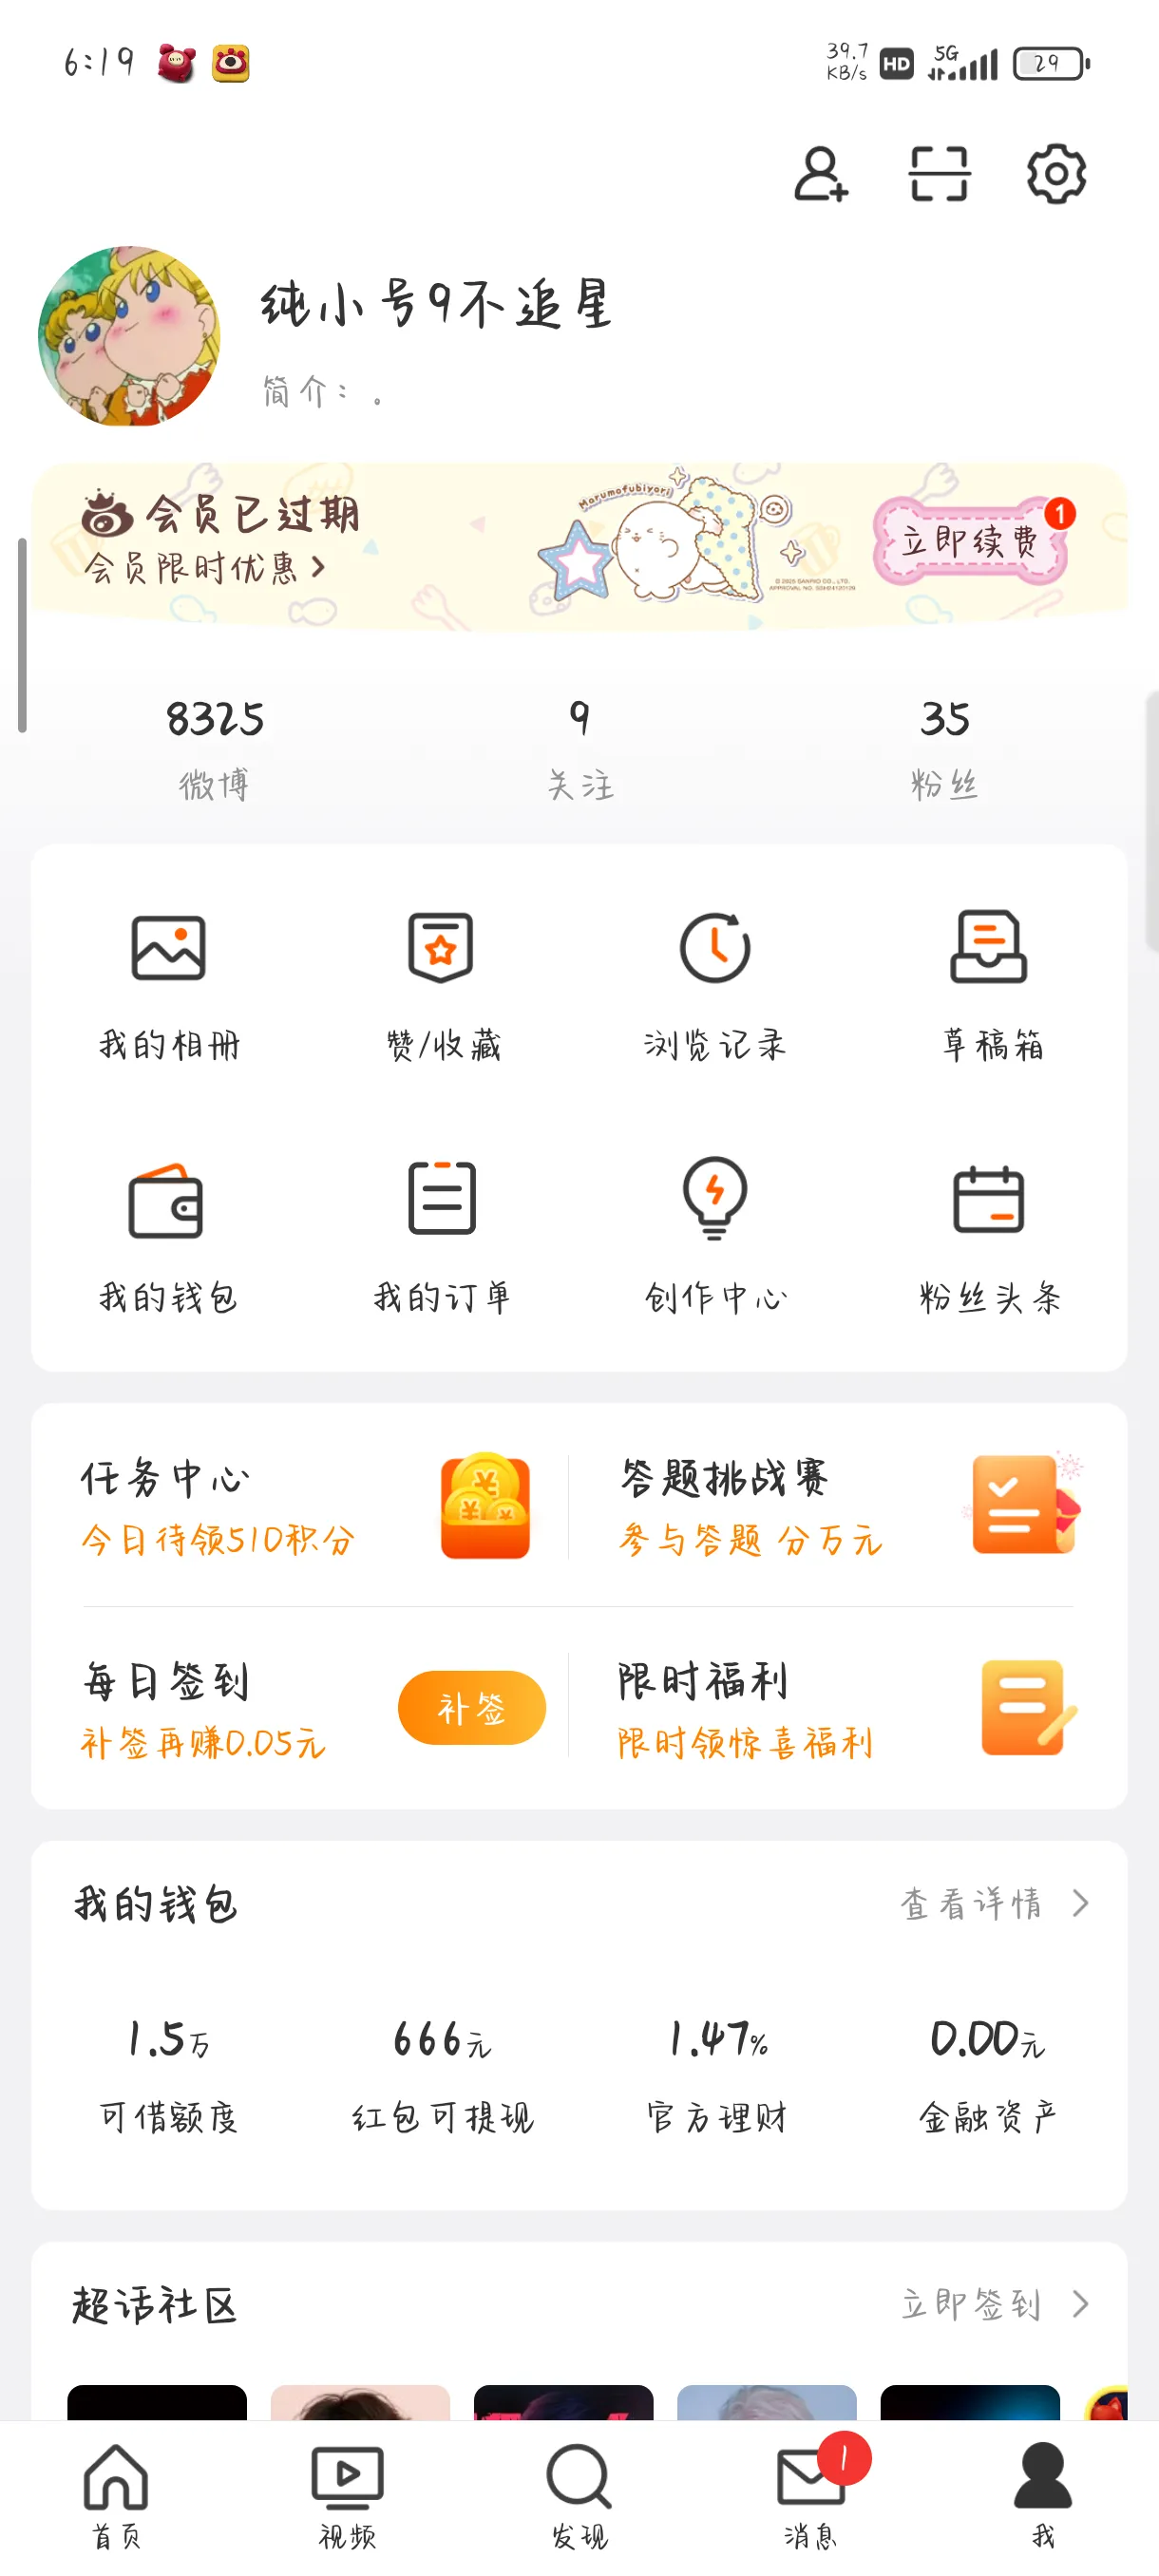 6:19
39.7 KB/s HD 5G 29
纯小号9不追星
简介：。
会员已过期
会员限时优惠 >
Marumofubiyori
立即续费
1
8325 9 35
微博 关注 粉丝
我的相册 赞/收藏 浏览记录 草稿箱
我的钱包 我的订单 创作中心 粉丝头条
任务中心
今日待领510积分
答题挑战赛
参与答题 分万元
每日签到
补签再赚0.05元
补签
限时福利
限时领惊喜福利
我的钱包 查看详情
1.5万 666元 1.47% 0.00元
可借额度 红包可提现 官方理财 金融资产
超话社区 立即签到
1
首页 视频 发现 消息 我